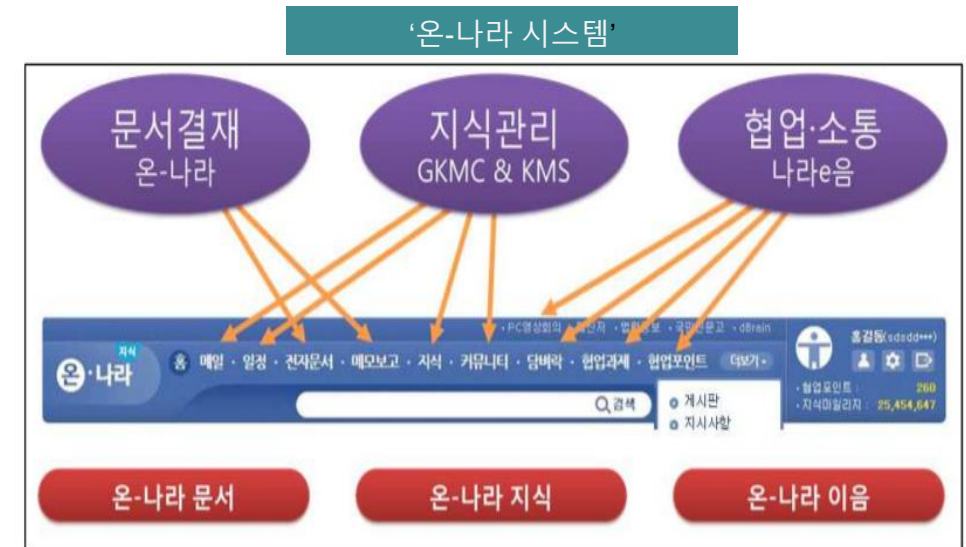 ‘온-나라 시스템’
문서결재
온-나라
지식관리
GKMC & KMS
협업·소통
나라e음
·PC영상회의 · · ·dBrain
홍길동(sdsdd***)
지식
온·나라
홈 메일 · 일정 · 전자문서 · 메모보고 · 지식 · 커뮤니티 · 담벼락 · 협업과제 · 협업포인트 더보기
·협업포인트 : 260
·지식마일리지 : 25,454,647
검색
게시판
지시사항
온-나라 문서
온-나라 지식
온-나라 이음